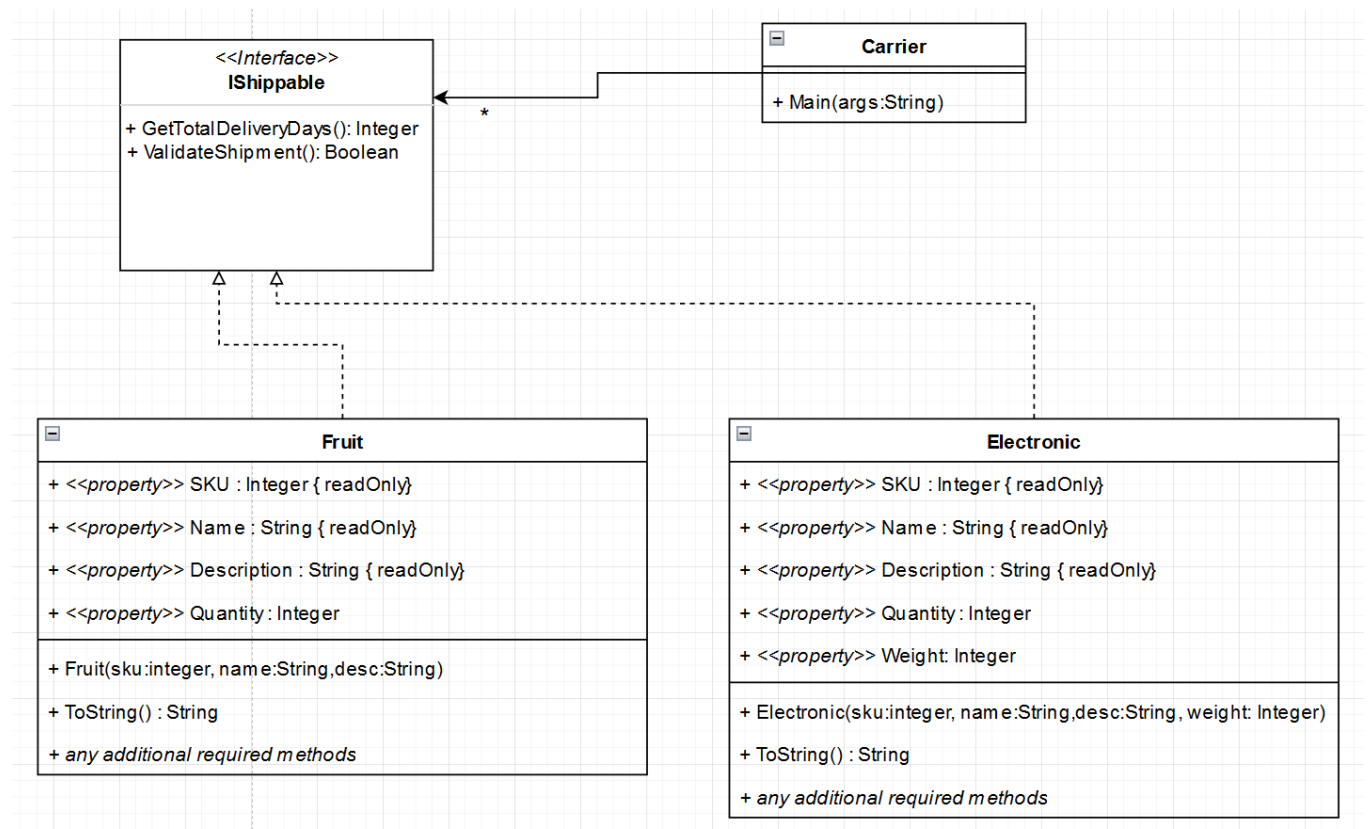 <<Interface>>
IShippable
+ GetTotalDeliveryDays(): Integer
+ ValidateShipment(): Boolean
*
Carrier
+ Main(args:String)
Fruit
+ <<property>> SKU : Integer { readOnly}
+ <<property>> Name : String { readOnly}
+ <<property>> Description : String { readOnly}
+ <<property>> Quantity : Integer
+ Fruit(sku:integer, name:String,desc:String)
+ ToString() : String
+ any additional required methods
Electronic
+ <<property>> SKU : Integer { readOnly}
+ <<property>> Name : String { readOnly}
+ <<property>> Description : String { readOnly}
+ <<property>> Quantity : Integer
+ <<property>> Weight: Integer
+ Electronic(sku:integer, name:String,desc:String, weight: Integer)
+ ToString() : String
+ any additional required methods